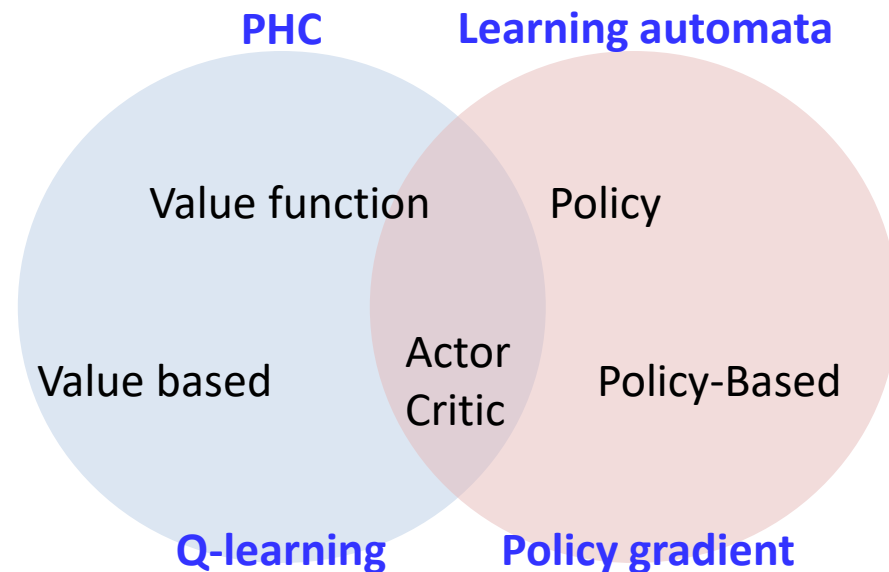 PHC
Learning automata
Value function
Policy
Value based
Actor
Critic
Policy-Based
Q-learning
Policy gradient